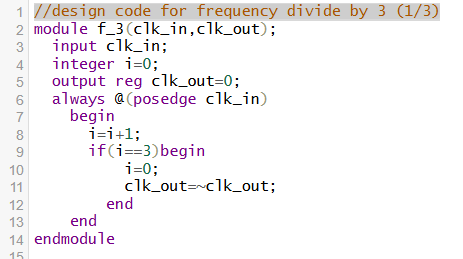 1 //design code for frequency divide by 3 (1/3)
2 module f_3(clk_in,clk_out);
3 input clk_in;
4 integer i=0;
5 output reg clk_out=0;
6 always @(posedge clk_in)
7 begin
8 i=i+1;
9 if(i==3)begin
10 i=0;
11 clk_out=~clk_out;
12 end
13 end
14 endmodule
15